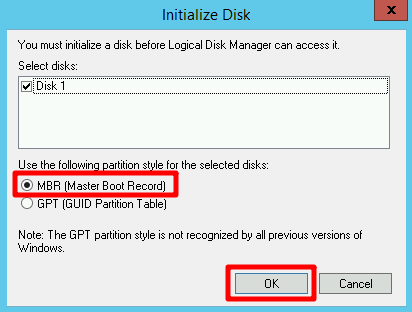 Initialize Disk
x
You must initialize a disk before Logical Disk Manager can access it.
Select disks:
Disk 1
Use the following partition style for the selected disks:
MBR (Master Boot Record)
GPT (GUID Partition Table)
Note: The GPT partition style is not recognized by all previous versions of
Windows.
OK
Cancel